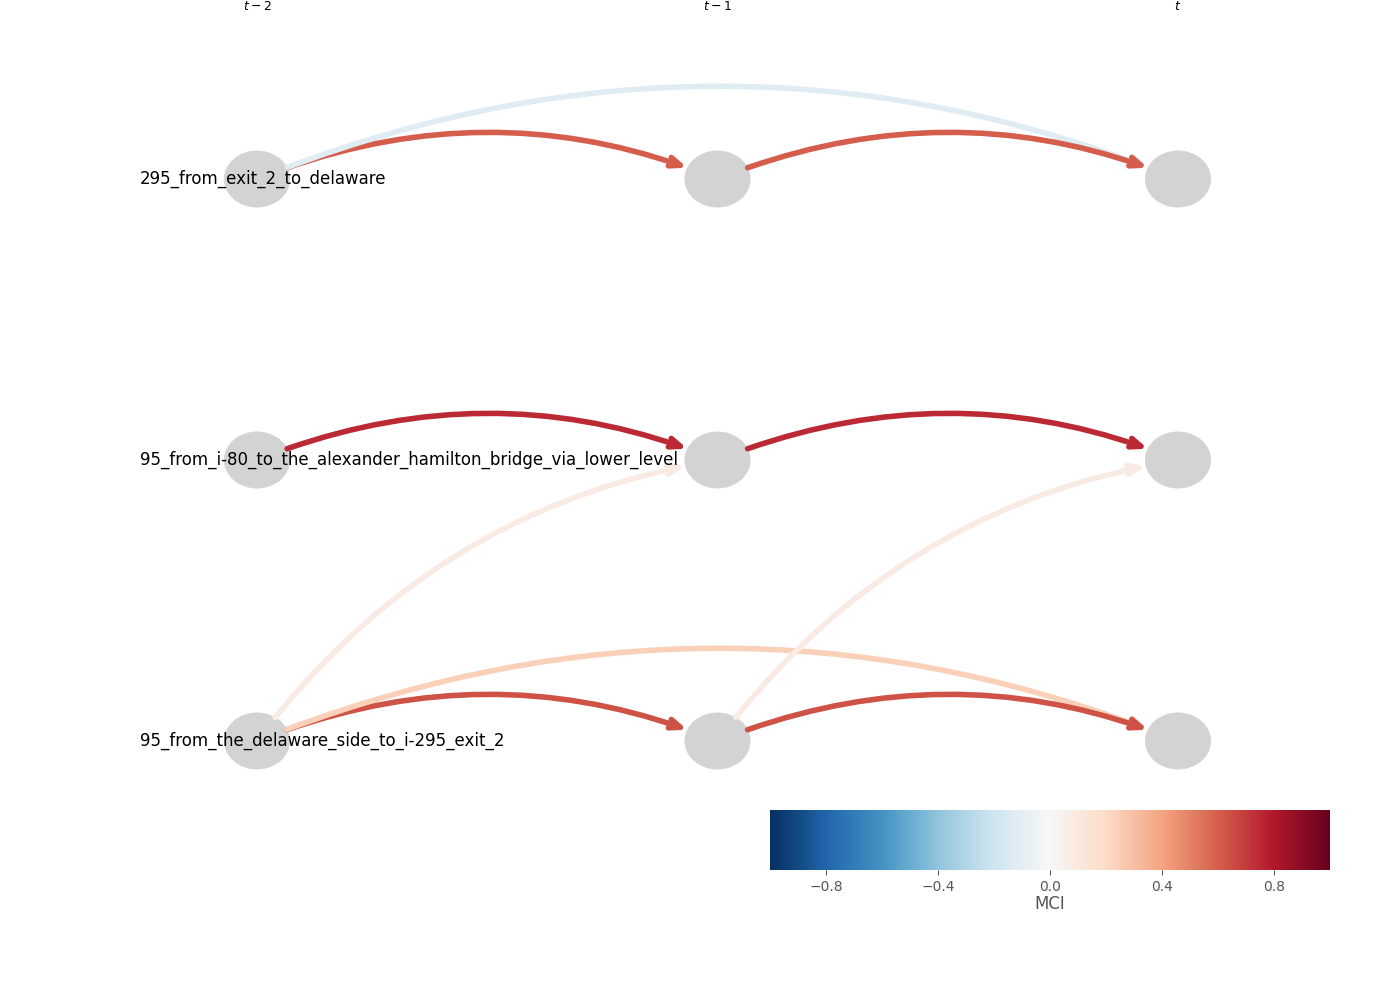 t − 2 t − 1 t
295_from_exit_2_to_delaware
95_from_i-80_to_the_alexander_hamilton_bridge_via_lower_level
95_from_the_delaware_side_to_i-295_exit_2
−0.8 −0.4 0.0 0.4 0.8
MCI